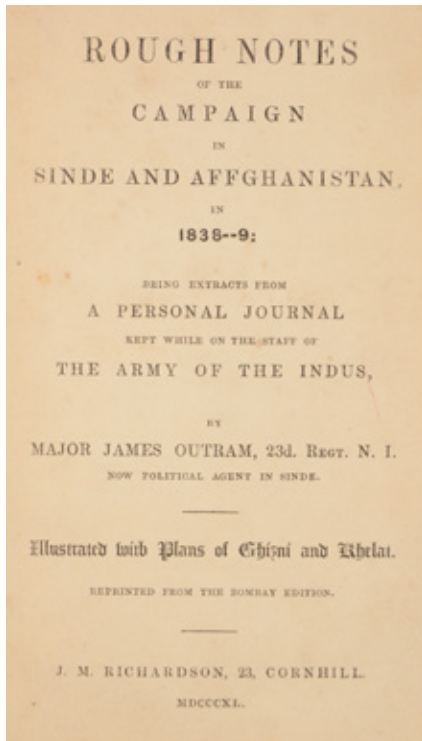 ROUGH NOTES
OF THE
CAMPAIGN
IN
SINDE AND AFFGHANISTAN,
IN
1838--9:
BEING EXTRACTS FROM
A PERSONAL JOURNAL
KEPT WHILE ON THE STAFF OF
THE ARMY OF THE INDUS,
BY
MAJOR JAMES OUTRAM, 23d. REGT. N. I.
NOW POLITICAL AGENT IN SINDE.
Illustrated with Plans of Ghizni and Khelat.
REPRINTED FROM THE BOMBAY EDITION.
J. M. RICHARDSON, 23, CORNHILL.
MDCCCXL.